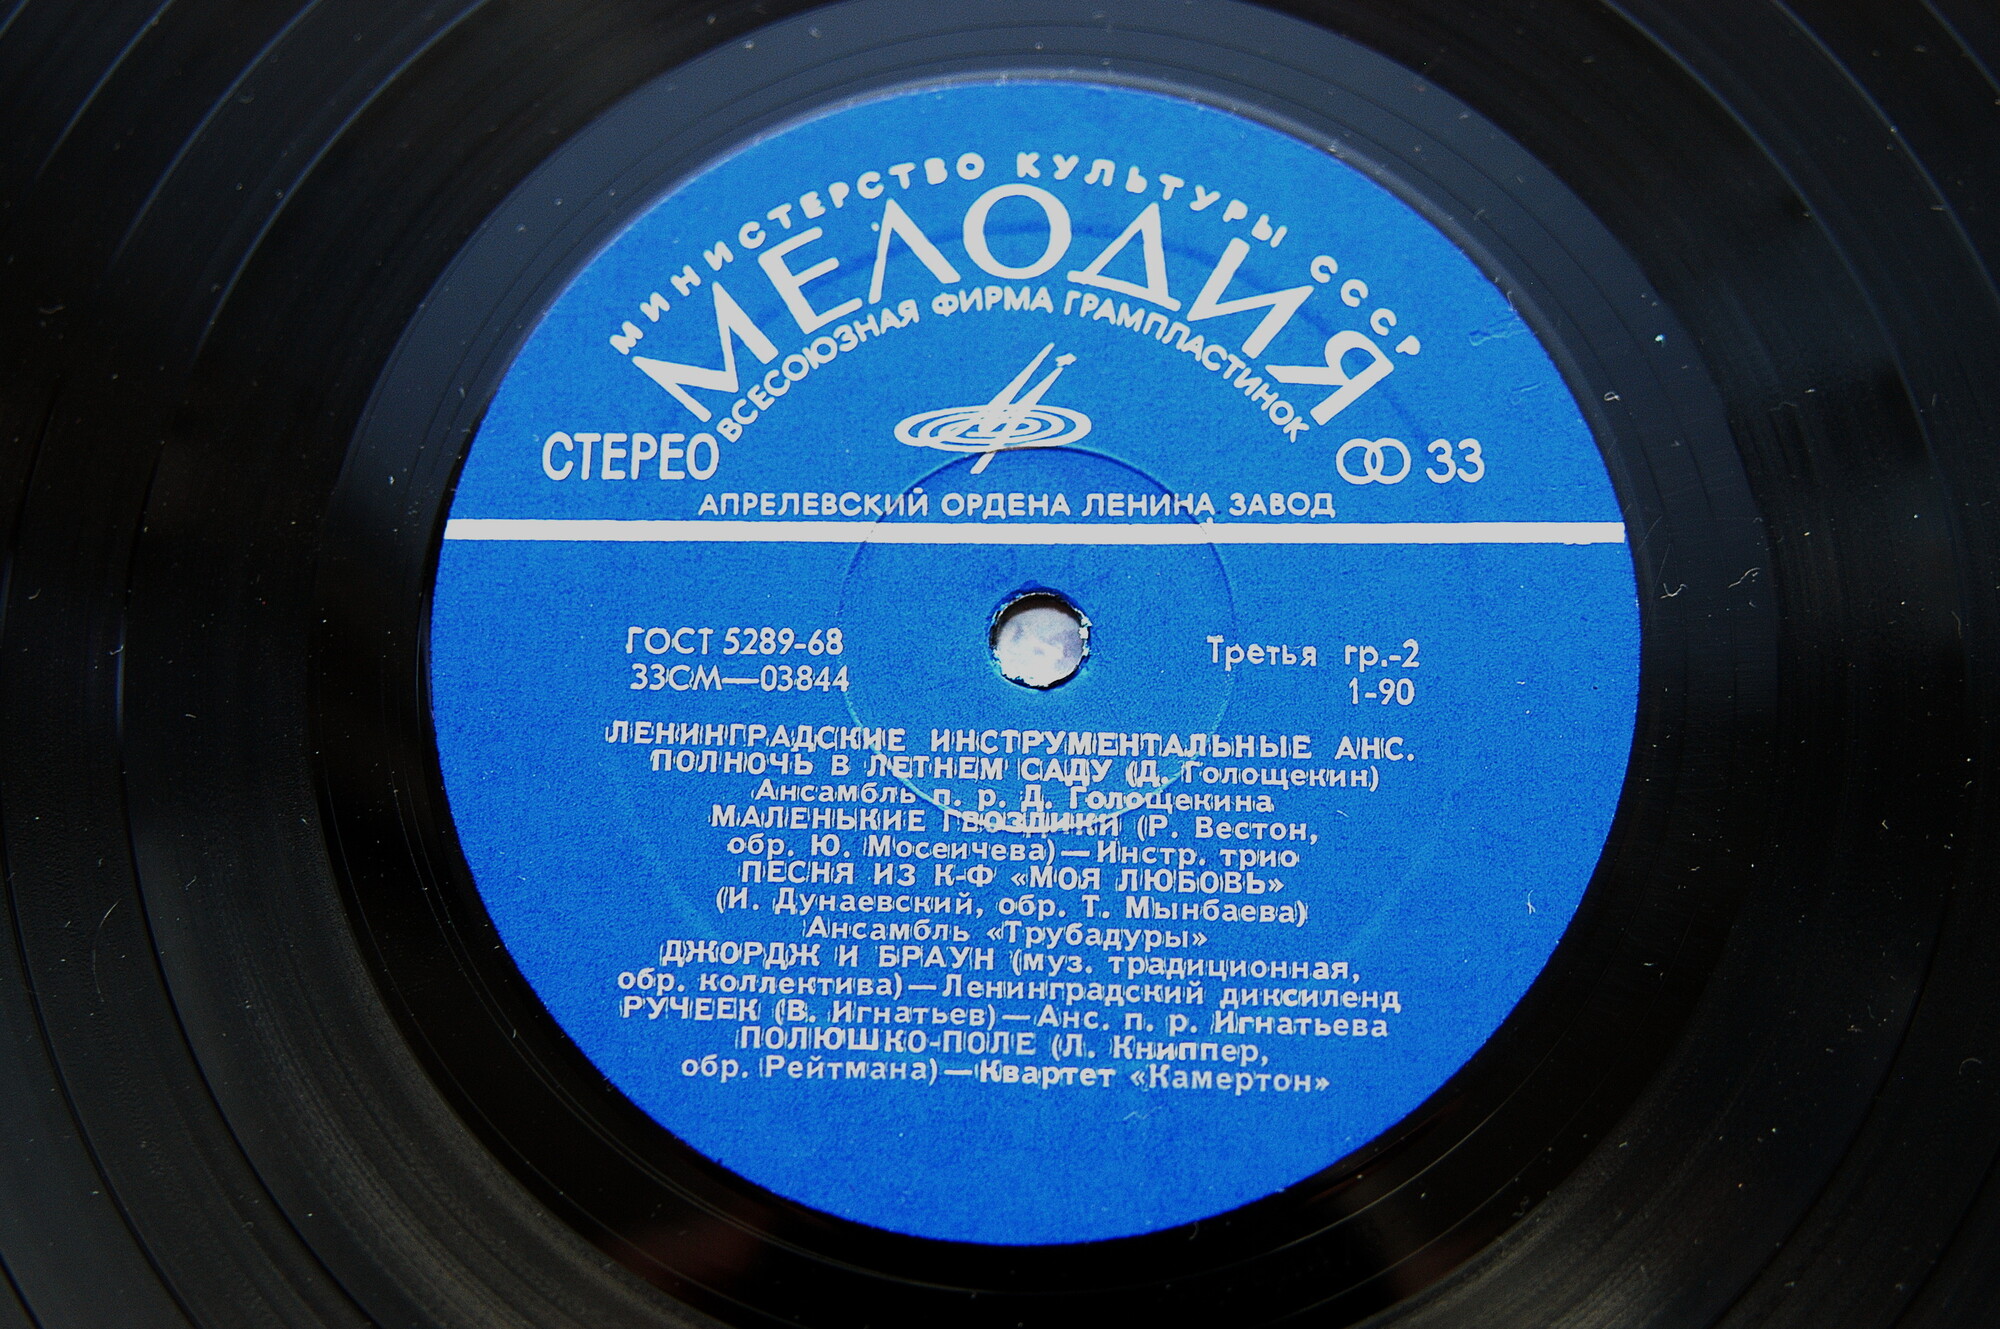 МИНИСТЕРСТВО КУЛЬТУРЫ СССР
МЕЛОДИЯ
ВСЕСОЮЗНАЯ ФИРМА ГРАМПЛАСТИНОК
СТЕРЕО 33
АПРЕЛЕВСКИЙ ОРДЕНА ЛЕНИНА ЗАВОД
ГОСТ 5289-68 Третья гр.-2
33СМ—03844 1-90
ЛЕНИНГРАДСКИЕ ИНСТРУМЕНТАЛЬНЫЕ АНС.
ПОЛНОЧЬ В ЛЕТНЕМ САДУ (Д. Голощекин)
Ансамбль п. р. Д. Голощекина
МАЛЕНЬКИЕ ГВОЗДИКИ (Р. Вестон,
обр. Ю. Мосеичева)—Инстр. трио
ПЕСНЯ ИЗ К-Ф «МОЯ ЛЮБОВЬ»
(И. Дунаевский, обр. Т. Мынбаева)
Ансамбль «Трубадуры»
ДЖОРДЖ И БРАУН (муз. традиционная,
обр. коллектива)—Ленинградский диксиленд
РУЧЕЕК (В. Игнатьев)—Анс. п. р. Игнатьева
ПОЛЮШКО-ПОЛЕ (Л. Книппер,
обр. Рейтмана)—Квартет «Камертон»